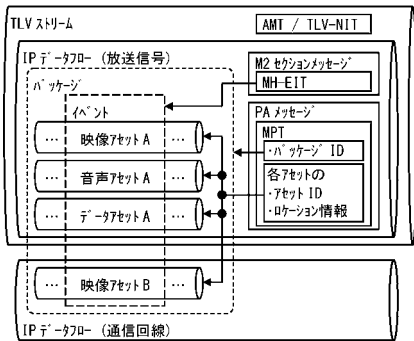 TLV ストリーム
AMT / TLV-NIT
IP データフロー (放送信号)
パッケージ
イベント
M2 セクションメッセージ
MH-EIT
PA メッセージ
MPT
・パッケージ ID
各アセットの
・アセット ID
・ロケーション情報
… 映像アセット A …
… 音声アセット A …
… データアセット A …
… 映像アセット B …
IP データフロー (通信回線)